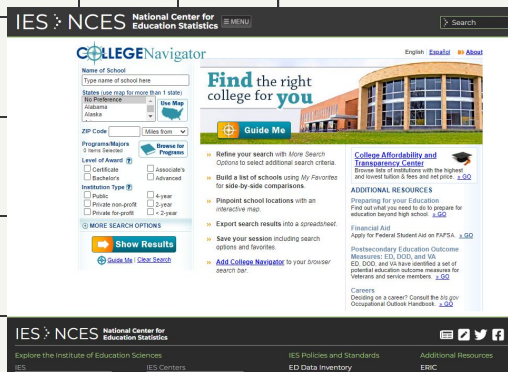 IES NCES National Center for Education Statistics ≡ MENU
Search
COLLEGE Navigator
English Español About
Name of School
Type name of school here
States (use map for more than 1 state)
No Preference
Alabama
Alaska
Use Map
ZIP Code Miles from
Programs/Majors
0 Items Selected
Browse for Programs
Level of Award ?
Certificate Associate's
Bachelor's Advanced
Institution Type ?
Public 4-year
Private non-profit 2-year
Private for-profit < 2-year
MORE SEARCH OPTIONS
Show Results
Guide Me | Clear Search
Find the right
college for you
Guide Me
Refine your search with More Search
Options to select additional search criteria.
Build a list of schools using My Favorites
for side-by-side comparisons.
Pinpoint school locations with an
interactive map.
Export search results into a spreadsheet.
Save your session including search
options and favorites.
Add College Navigator to your browser
search bar.
College Affordability and
Transparency Center
Browse lists of institutions with the highest
and lowest tuition & fees and net price. » GO
ADDITIONAL RESOURCES
Preparing for your Education
Find out what you need to do to prepare for
education beyond high school. » GO
Financial Aid
Apply for Federal Student Aid on FAFSA. » GO
Postsecondary Education Outcome
Measures: ED, DOD, and VA
ED, DOD, and VA have identified a set of
potential education outcome measures for
Veterans and service members. » GO
Careers
Deciding on a career? Consult the bls.gov
Occupational Outlook Handbook. » GO
IES NCES National Center for Education Statistics
Explore the Institute of Education Sciences IES Policies and Standards Additional Resources
IES IES Centers ED Data Inventory ERIC